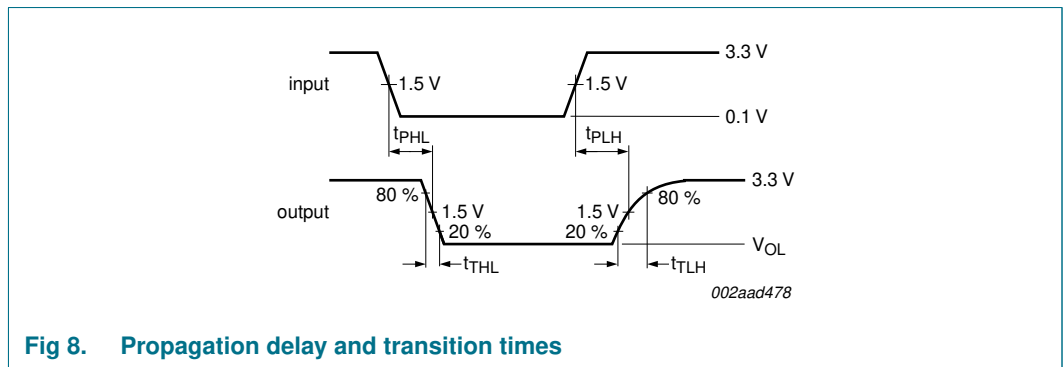 3.3 V
input
1.5 V
1.5 V
0.1 V
tPHL
tPLH
3.3 V
80 %
80 %
output
1.5 V
1.5 V
20 %
20 %
VOL
tTHL
tTLH
002aad478
Fig 8. Propagation delay and transition times